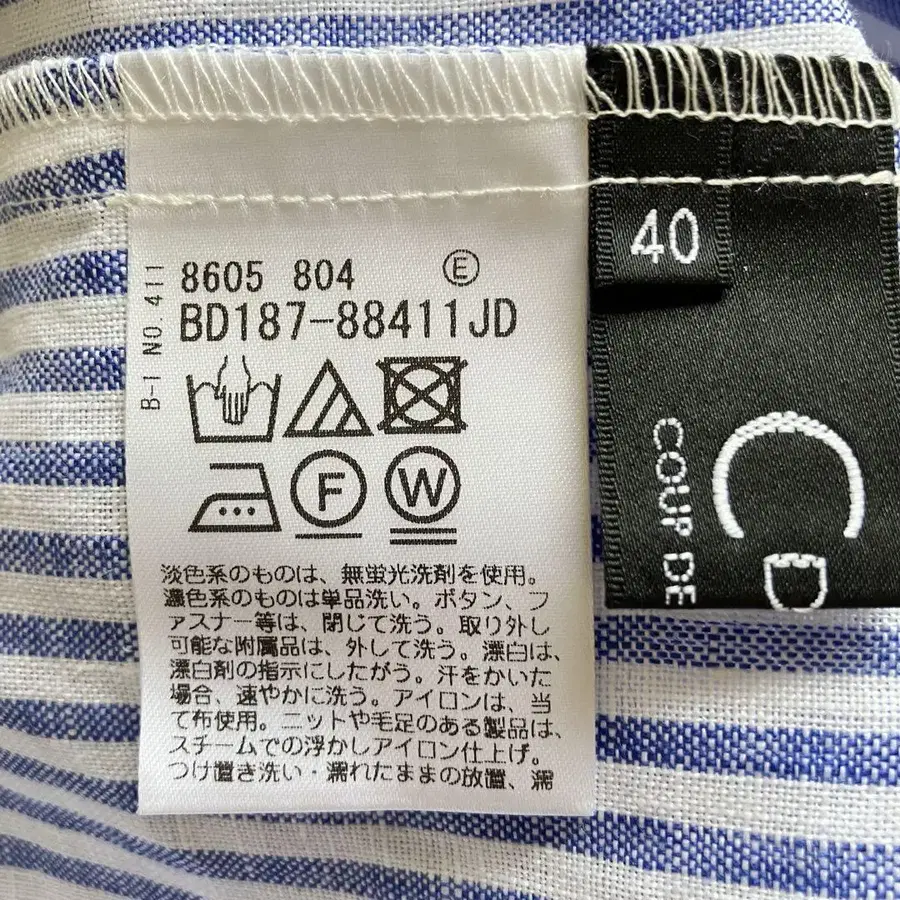 B-1 NO.411
8605 804 Ⓔ
BD187-88411JD
F W
淡色系のものは、無蛍光洗剤を使用。
濃色系のものは単品洗い。ボタン、フ
ァスナー等は、閉じて洗う。取り外し
可能な附属品は、外して洗う。漂白は、
漂白剤の指示にしたがう。汗をかいた
場合、速やかに洗う。アイロンは、当
て布使用。ニットや毛足のある製品は、
スチームでの浮かしアイロン仕上げ。
つけ置き洗い・濡れたままの放置、濡
40
CD
COUP DE